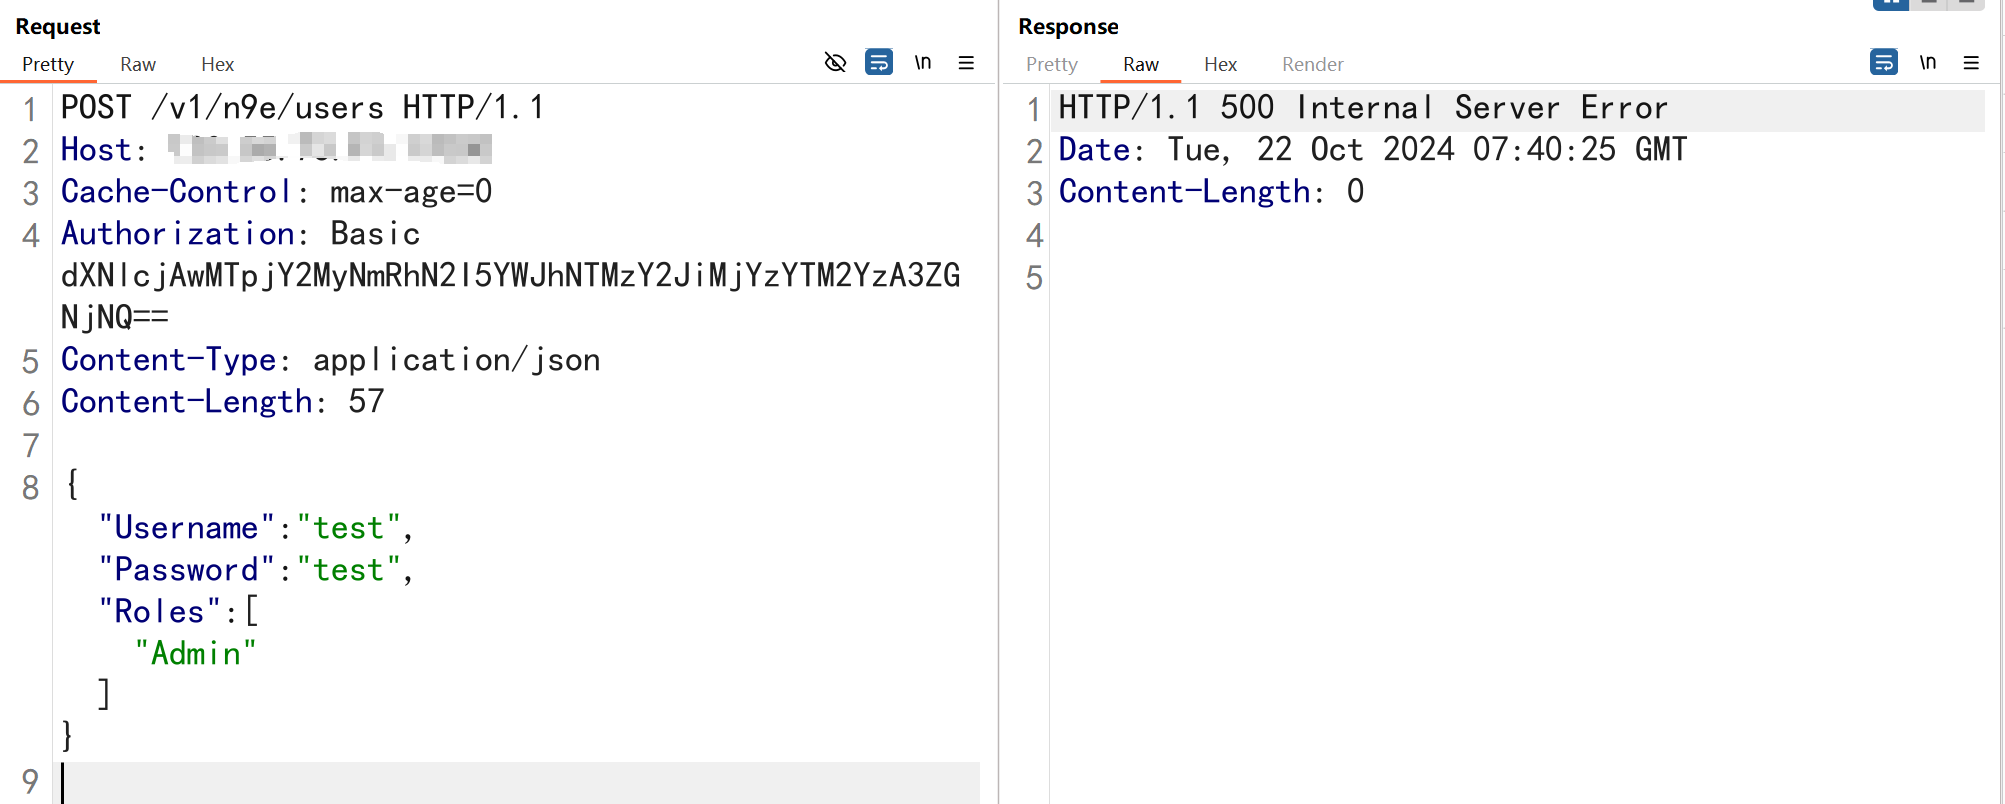 Request
Pretty Raw Hex
\n
1 POST /v1/n9e/users HTTP/1.1
2 Host:
3 Cache-Control: max-age=0
4 Authorization: Basic
dXNlcjAwMTpjY2MyNmRhN2I5YWJhNTMzY2JiMjYzYTM2YzA3ZG
NjNQ==
5 Content-Type: application/json
6 Content-Length: 57
7
8 {
"Username":"test",
"Password":"test",
"Roles":[
"Admin"
]
}
9
Response
Pretty Raw Hex Render
\n
1 HTTP/1.1 500 Internal Server Error
2 Date: Tue, 22 Oct 2024 07:40:25 GMT
3 Content-Length: 0
4
5